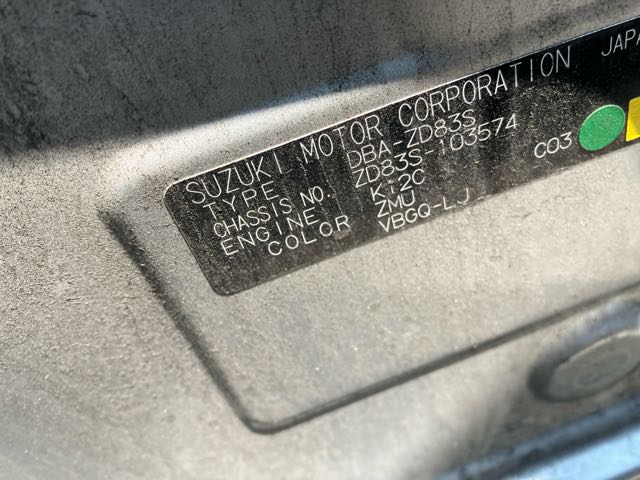 SUZUKI MOTOR CORPORATION JAPA
TYPE DBA-ZD83S
CHASSIS NO. ZD83S-103574
ENGINE K12C
COLOR ZMU C03
VBGQ-LJ